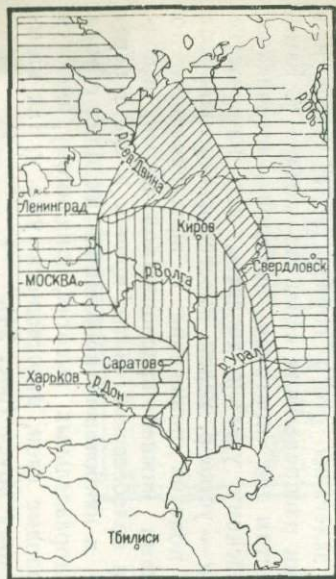 р.Сев.Двина
Ленинград
Киров
Свердловск
МОСКВА
р.Волга
Саратов
р.Урал
Харьков
р.Дон
Тбилиси